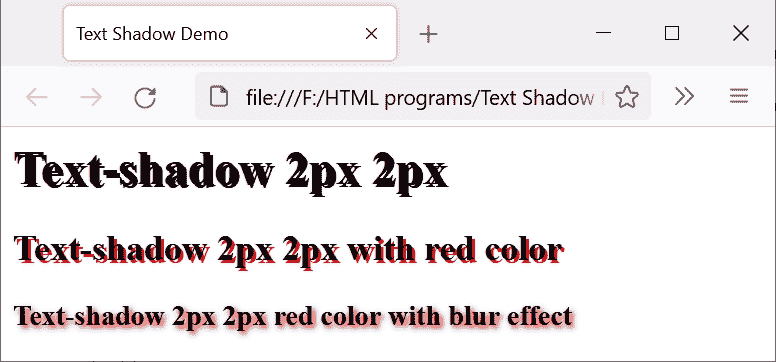 Text Shadow Demo
file:///F:/HTML programs/Text Shadow
Text-shadow 2px 2px
Text-shadow 2px 2px with red color
Text-shadow 2px 2px red color with blur effect